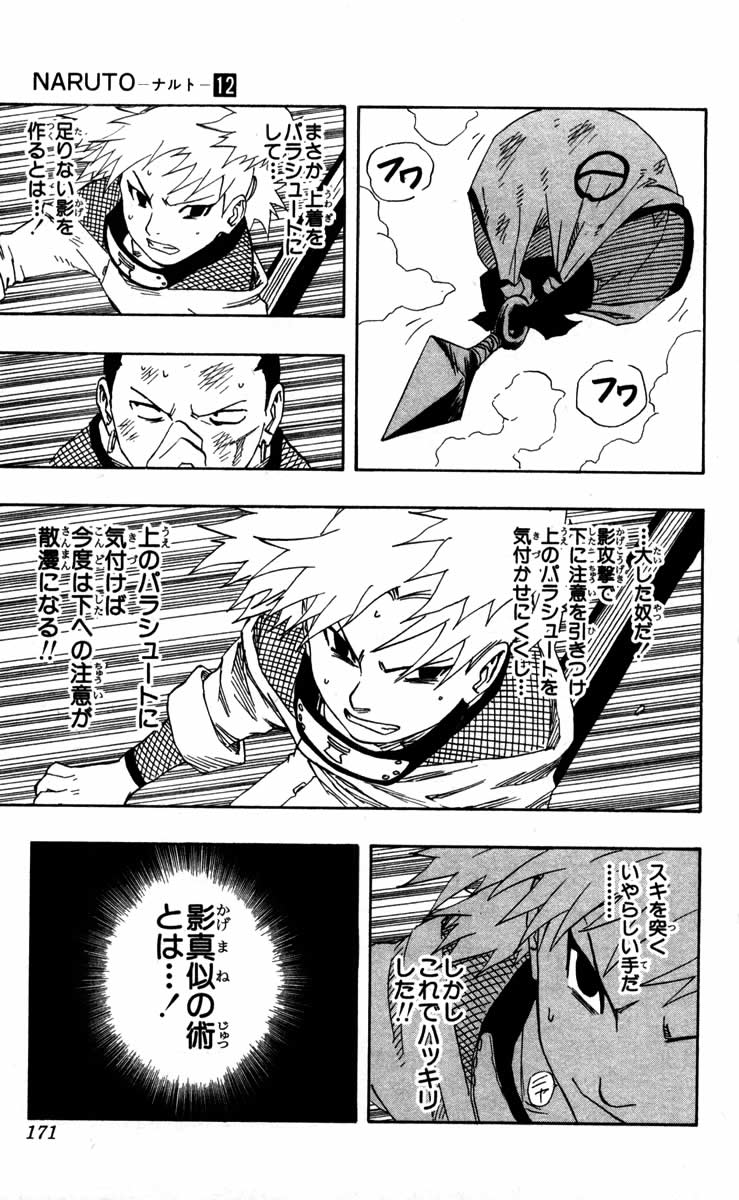 NARUTO—ナルト—12
フワ
フワ
まさか上着を
パラシュートに
して…
足りない影を
作るとは…!
…大した奴だ!
影攻撃で
下に注意を引きつけ
上のパラシュートを
気付かせにくくし…
上のパラシュートに
気付けば
今度は下への注意が
散漫になる!!
スキを突く
いやらしい手だ
………
しかし
これでハッキリ
した!!
ニヤ
影真似の術
とは…!
171